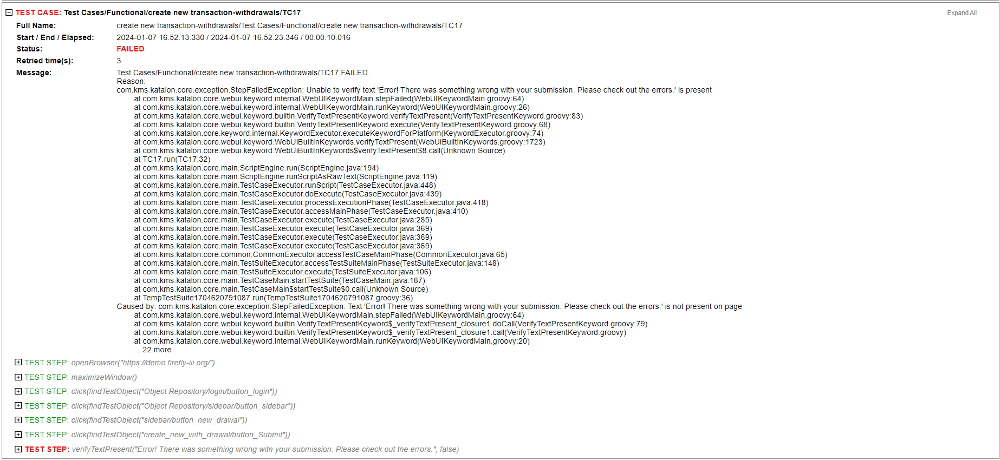 TEST CASE: Test Cases/Functional/create new transaction-withdrawals/TC17
Expand All
Full Name: create new transaction-withdrawals/Test Cases/Functional/create new transaction-withdrawals/TC17
Start / End / Elapsed: 2024-01-07 16:52:13.330 / 2024-01-07 16:52:23.346 / 00:00:10.016
Status: FAILED
Retried time(s): 3
Message: Test Cases/Functional/create new transaction-withdrawals/TC17 FAILED.
Reason:
com.kms.katalon.core.exception.StepFailedException: Unable to verify text 'Error! There was something wrong with your submission. Please check out the errors.' is present
at com.kms.katalon.core.webui.keyword.internal.WebUIKeywordMain.stepFailed(WebUIKeywordMain.groovy:64)
at com.kms.katalon.core.webui.keyword.internal.WebUIKeywordMain.runKeyword(WebUIKeywordMain.groovy:26)
at com.kms.katalon.core.webui.keyword.builtin.VerifyTextPresentKeyword.verifyTextPresent(VerifyTextPresentKeyword.groovy:83)
at com.kms.katalon.core.webui.keyword.builtin.VerifyTextPresentKeyword.execute(VerifyTextPresentKeyword.groovy:68)
at com.kms.katalon.core.keyword.internal.KeywordExecutor.executeKeywordForPlatform(KeywordExecutor.groovy:74)
at com.kms.katalon.core.webui.keyword.WebUiBuiltInKeywords.verifyTextPresent(WebUiBuiltInKeywords.groovy:1723)
at com.kms.katalon.core.webui.keyword.WebUiBuiltInKeywords$verifyTextPresent$8.call(Unknown Source)
at TC17.run(TC17:32)
at com.kms.katalon.core.main.ScriptEngine.run(ScriptEngine.java:194)
at com.kms.katalon.core.main.ScriptEngine.runScriptAsRawText(ScriptEngine.java:119)
at com.kms.katalon.core.main.TestCaseExecutor.runScript(TestCaseExecutor.java:448)
at com.kms.katalon.core.main.TestCaseExecutor.doExecute(TestCaseExecutor.java:439)
at com.kms.katalon.core.main.TestCaseExecutor.processExecutionPhase(TestCaseExecutor.java:418)
at com.kms.katalon.core.main.TestCaseExecutor.accessMainPhase(TestCaseExecutor.java:410)
at com.kms.katalon.core.main.TestCaseExecutor.execute(TestCaseExecutor.java:285)
at com.kms.katalon.core.main.TestCaseExecutor.execute(TestCaseExecutor.java:369)
at com.kms.katalon.core.main.TestCaseExecutor.execute(TestCaseExecutor.java:369)
at com.kms.katalon.core.main.TestCaseExecutor.execute(TestCaseExecutor.java:369)
at com.kms.katalon.core.common.CommonExecutor.accessTestCaseMainPhase(CommonExecutor.java:65)
at com.kms.katalon.core.main.TestSuiteExecutor.accessTestSuiteMainPhase(TestSuiteExecutor.java:148)
at com.kms.katalon.core.main.TestSuiteExecutor.execute(TestSuiteExecutor.java:106)
at com.kms.katalon.core.main.TestCaseMain.startTestSuite(TestCaseMain.java:187)
at com.kms.katalon.core.main.TestCaseMain$startTestSuite$0.call(Unknown Source)
at TempTestSuite1704620791087.run(TempTestSuite1704620791087.groovy:36)
Caused by: com.kms.katalon.core.exception.StepFailedException: Text 'Error! There was something wrong with your submission. Please check out the errors.' is not present on page
at com.kms.katalon.core.webui.keyword.internal.WebUIKeywordMain.stepFailed(WebUIKeywordMain.groovy:64)
at com.kms.katalon.core.webui.keyword.builtin.VerifyTextPresentKeyword$_verifyTextPresent_closure1.doCall(VerifyTextPresentKeyword.groovy:79)
at com.kms.katalon.core.webui.keyword.builtin.VerifyTextPresentKeyword$_verifyTextPresent_closure1.call(VerifyTextPresentKeyword.groovy)
at com.kms.katalon.core.webui.keyword.internal.WebUIKeywordMain.runKeyword(WebUIKeywordMain.groovy:20)
... 22 more
TEST STEP: openBrowser("https://demo.firefly-iii.org/")
TEST STEP: maximizeWindow()
TEST STEP: click(findTestObject("Object Repository/login/button_login"))
TEST STEP: click(findTestObject("Object Repository/sidebar/button_sidebar"))
TEST STEP: click(findTestObject("sidebar/button_new_drawal"))
TEST STEP: click(findTestObject("create_new_with_drawal/button_Submit"))
TEST STEP: verifyTextPresent("Error! There was something wrong with your submission. Please check out the errors.", false)